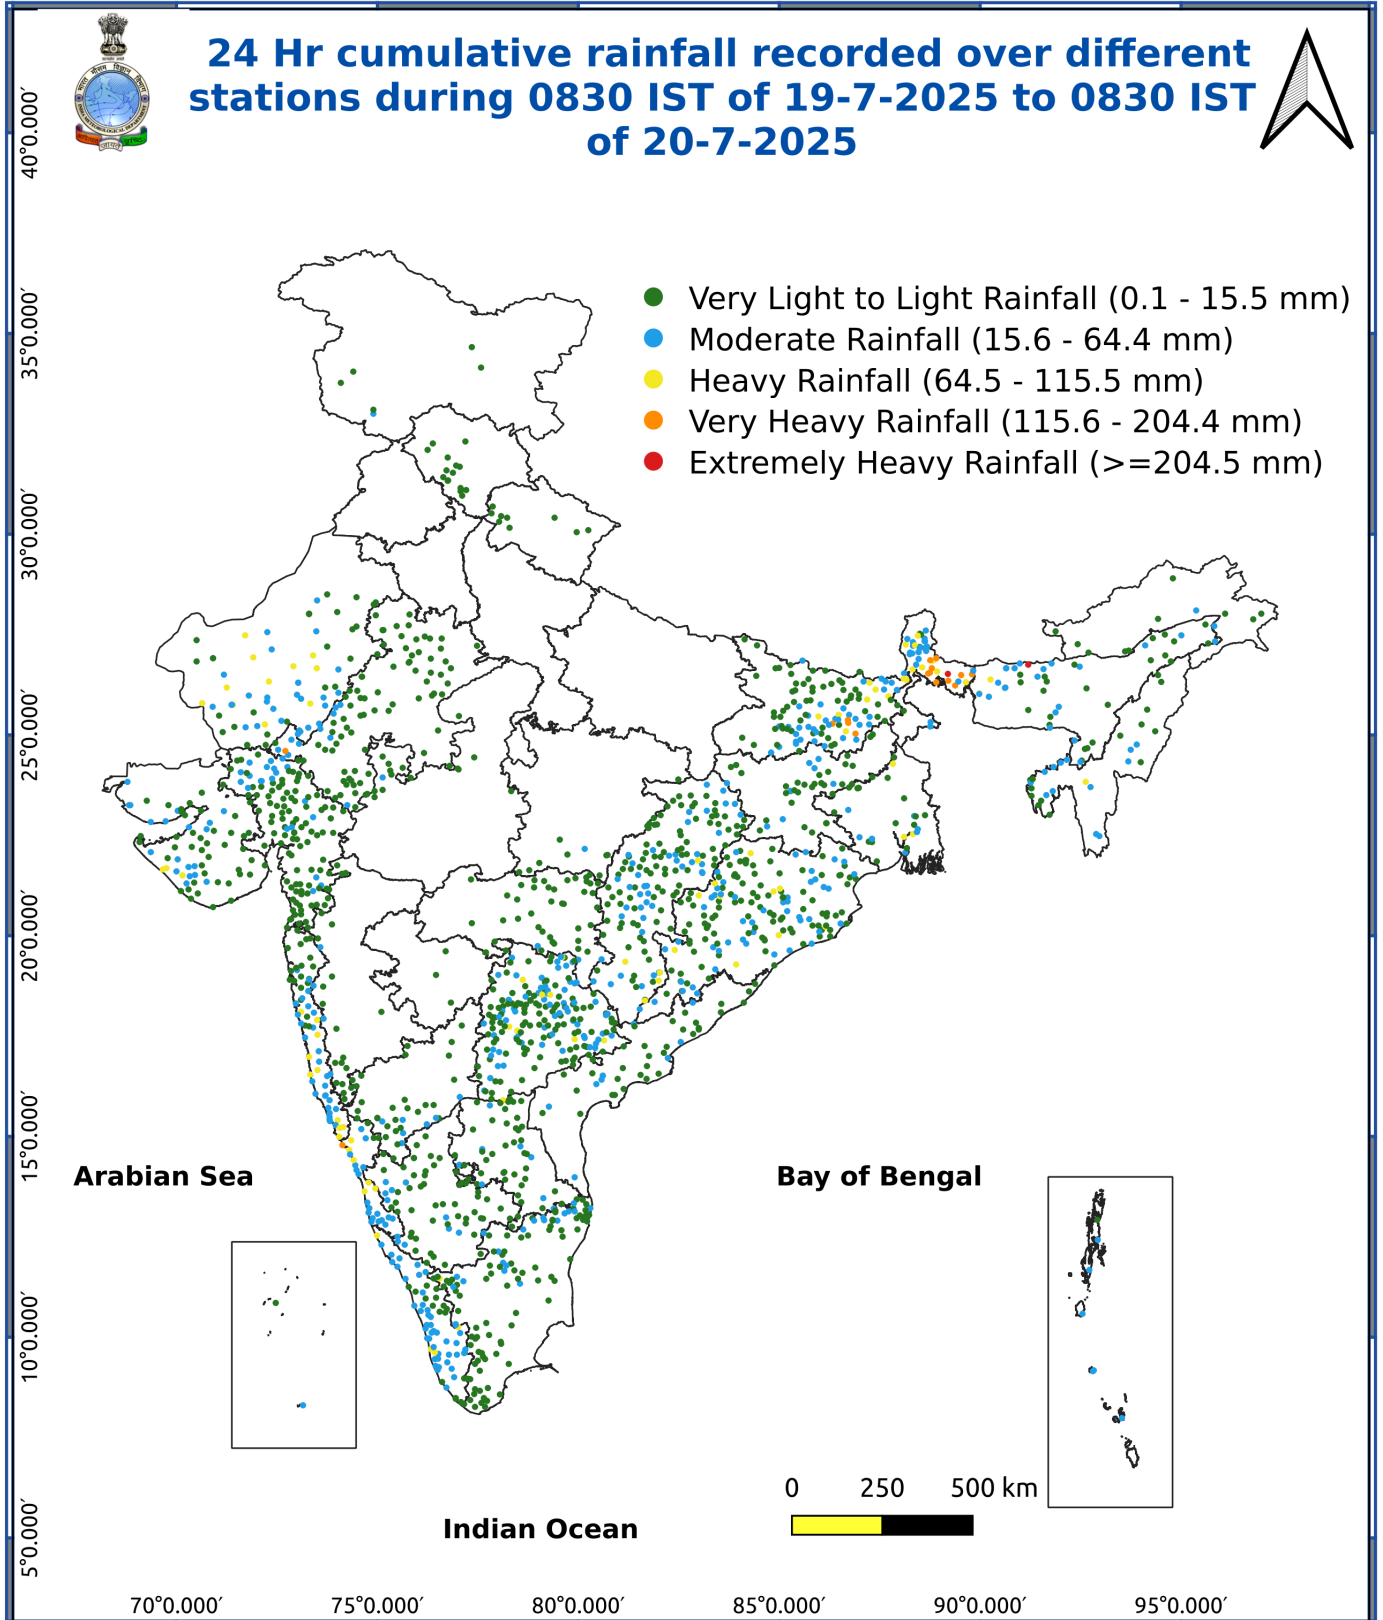 24 Hr cumulative rainfall recorded over different
stations during 0830 IST of 19-7-2025 to 0830 IST
of 20-7-2025
Very Light to Light Rainfall (0.1 - 15.5 mm)
Moderate Rainfall (15.6 - 64.4 mm)
Heavy Rainfall (64.5 - 115.5 mm)
Very Heavy Rainfall (115.6 - 204.4 mm)
Extremely Heavy Rainfall (>=204.5 mm)
40°0.000′
35°0.000′
30°0.000′
25°0.000′
20°0.000′
15°0.000′
10°0.000′
5°0.000′
Arabian Sea
Bay of Bengal
Indian Ocean
0 250 500 km
70°0.000′ 75°0.000′ 80°0.000′ 85°0.000′ 90°0.000′ 95°0.000′